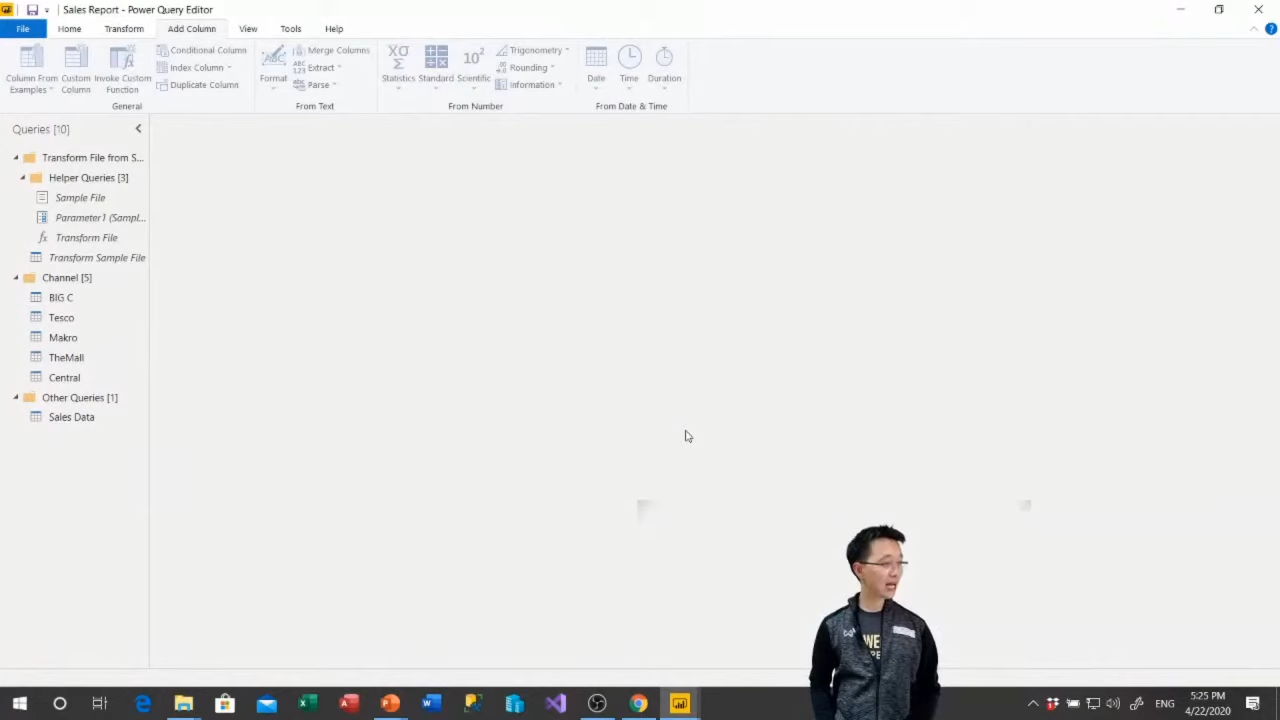 Sales Report - Power Query Editor
File
Home
Transform
Add Column
View
Tools
Help
Column From Examples
Custom Column
Invoke Custom Function
Conditional Column
Index Column
Duplicate Column
General
Format
Merge Columns
Extract
Parse
From Text
Statistics
Standard
Scientific
Trigonometry
Rounding
Information
From Number
Date
Time
Duration
From Date & Time
Queries [10]
Transform File from S...
Helper Queries [3]
Sample File
Parameter1 (Sampl...
Transform File
Transform Sample File
Channel [5]
BIG C
Tesco
Makro
TheMall
Central
Other Queries [1]
Sales Data
ENG
5:25 PM
4/22/2020